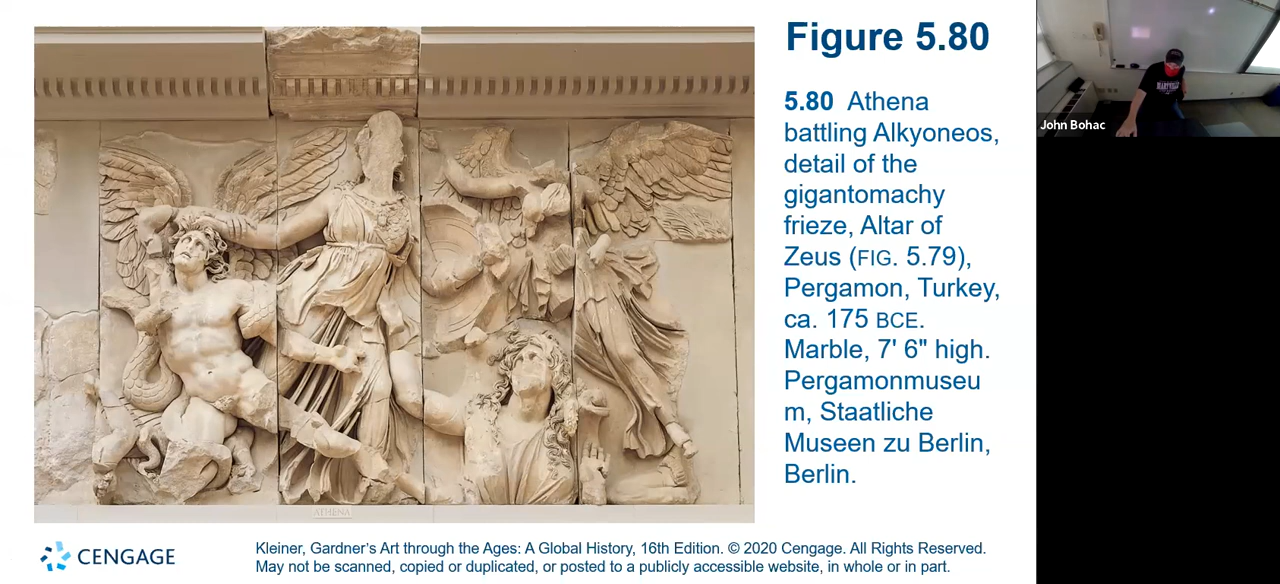 Figure 5.80
5.80 Athena
battling Alkyoneos,
detail of the
gigantomachy
frieze, Altar of
Zeus (FIG. 5.79),
Pergamon, Turkey,
ca. 175 BCE.
Marble, 7' 6" high.
Pergamonmuseu
m, Staatliche
Museen zu Berlin,
Berlin.
John Bohac
ATHENA
CENGAGE
Kleiner, Gardner's Art through the Ages: A Global History, 16th Edition. © 2020 Cengage. All Rights Reserved.
May not be scanned, copied or duplicated, or posted to a publicly accessible website, in whole or in part.